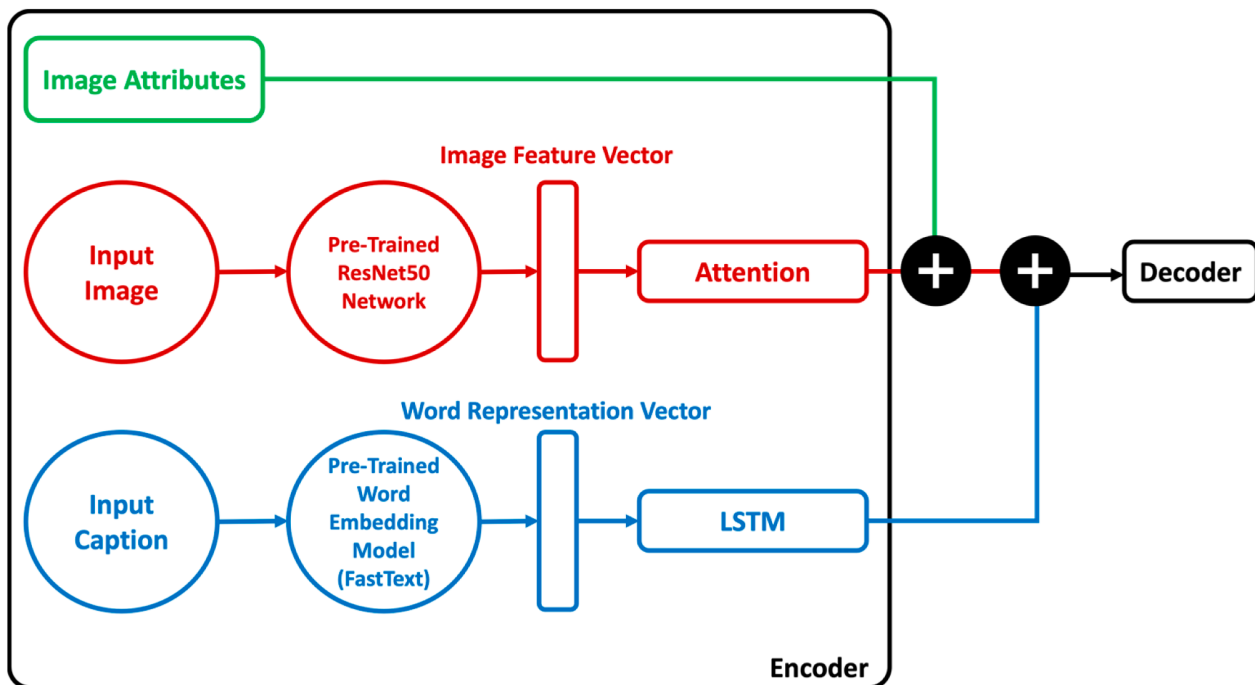 Image Attributes
Image Feature Vector
Input
Image
Pre-Trained
ResNet50
Network
Attention
+
+
Decoder
Word Representation Vector
Input
Caption
Pre-Trained
Word
Embedding
Model
(FastText)
LSTM
Encoder